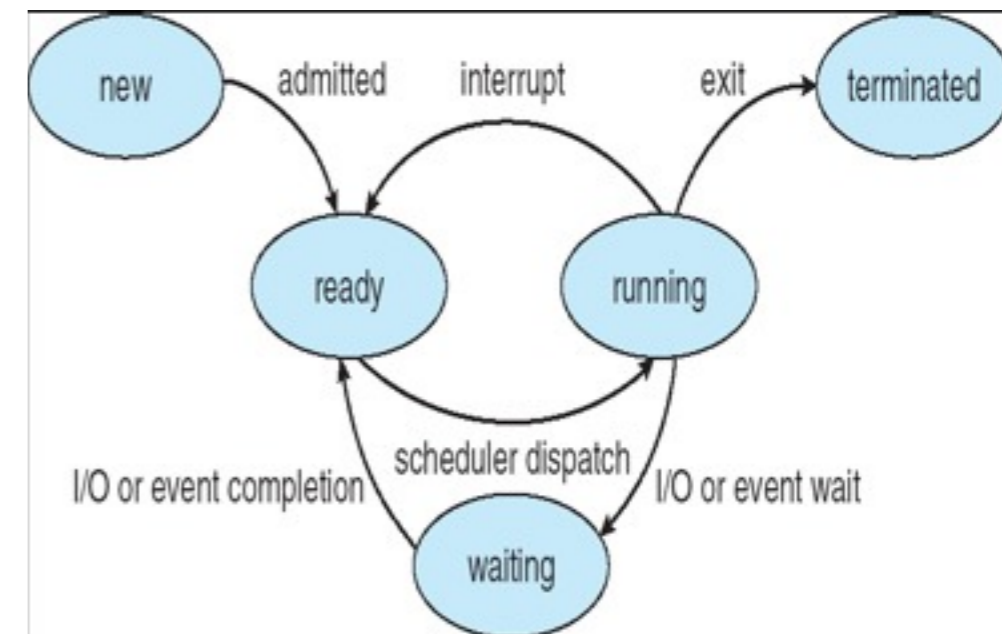 new
admitted
interrupt
exit
terminated
ready
running
scheduler dispatch
I/O or event completion
I/O or event wait
waiting